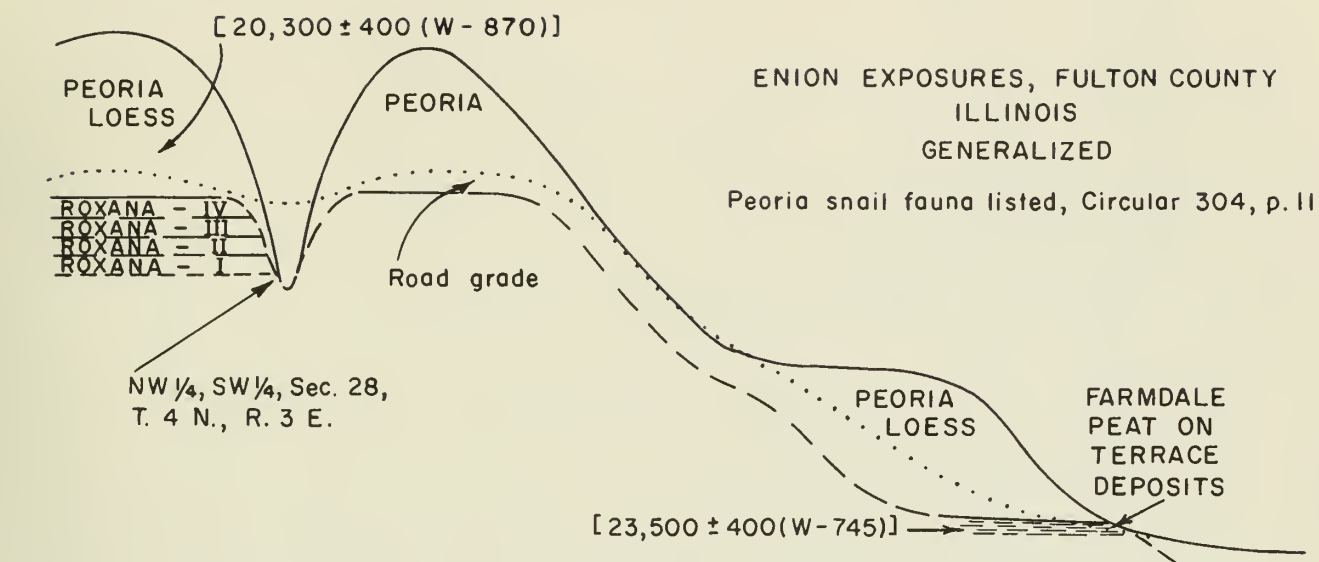 [20,300 ± 400 (W - 870)]
PEORIA
LOESS
PEORIA
ENION EXPOSURES, FULTON COUNTY
ILLINOIS
GENERALIZED
Peoria snail fauna listed, Circular 304, p. 11
ROXANA - IV
ROXANA - III
ROXANA - II
ROXANA - I
Road grade
NW 1/4, SW 1/4, Sec. 28,
T. 4 N., R. 3 E.
PEORIA
LOESS
FARMDALE
PEAT ON
TERRACE
DEPOSITS
[23,500 ± 400 (W-745)]